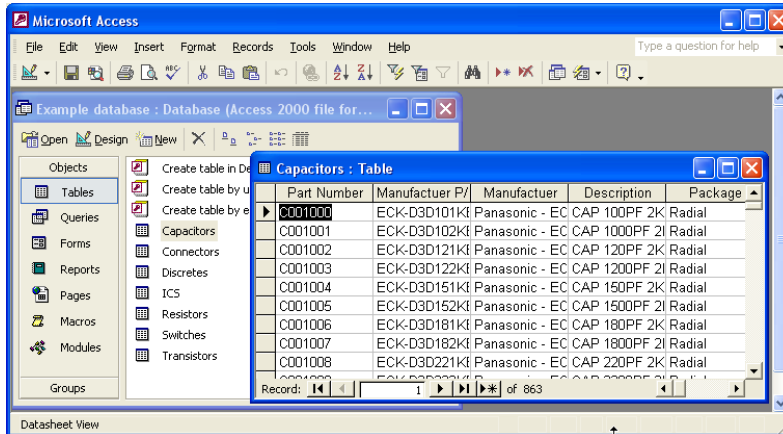 Microsoft Access
File Edit View Insert Format Records Tools Window Help Type a question for help
Example database : Database (Access 2000 file for...
Open Design New
Objects
Tables
Queries
Forms
Reports
Pages
Macros
Modules
Groups
Create table in De
Create table by u
Create table by e
Capacitors
Connectors
Discretes
ICS
Resistors
Switches
Transistors
Capacitors : Table
Part Number Manufactuer P/ Manufactuer Description Package
C001000 ECK-D3D101KE Panasonic - EC CAP 100PF 2K Radial
C001001 ECK-D3D102KE Panasonic - EC CAP 1000PF 2I Radial
C001002 ECK-D3D121KE Panasonic - EC CAP 120PF 2K Radial
C001003 ECK-D3D122KE Panasonic - EC CAP 1200PF 2I Radial
C001004 ECK-D3D151KE Panasonic - EC CAP 150PF 2K Radial
C001005 ECK-D3D152KE Panasonic - EC CAP 1500PF 2I Radial
C001006 ECK-D3D181KE Panasonic - EC CAP 180PF 2K Radial
C001007 ECK-D3D182KE Panasonic - EC CAP 1800PF 2I Radial
C001008 ECK-D3D221KE Panasonic - EC CAP 220PF 2K Radial
Record: 1 of 863
Datasheet View